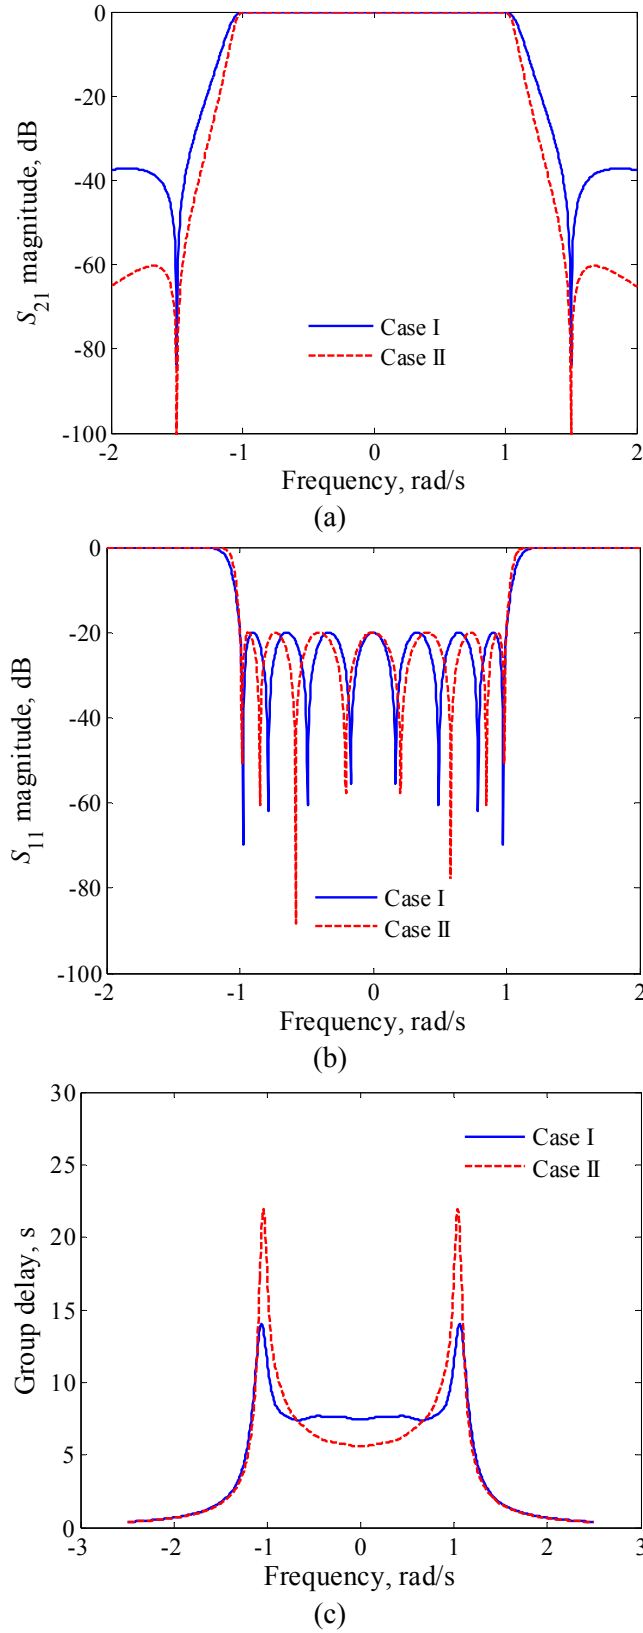 0
-20
-40
-60
-80
-100
S21 magnitude, dB
Case I
Case II
-2 -1 0 1 2
Frequency, rad/s
(a)
0
-20
-40
-60
-80
-100
S11 magnitude, dB
Case I
Case II
-2 -1 0 1 2
Frequency, rad/s
(b)
30
25
20
15
10
5
0
Group delay, s
Case I
Case II
-3 -2 -1 0 1 2 3
Frequency, rad/s
(c)